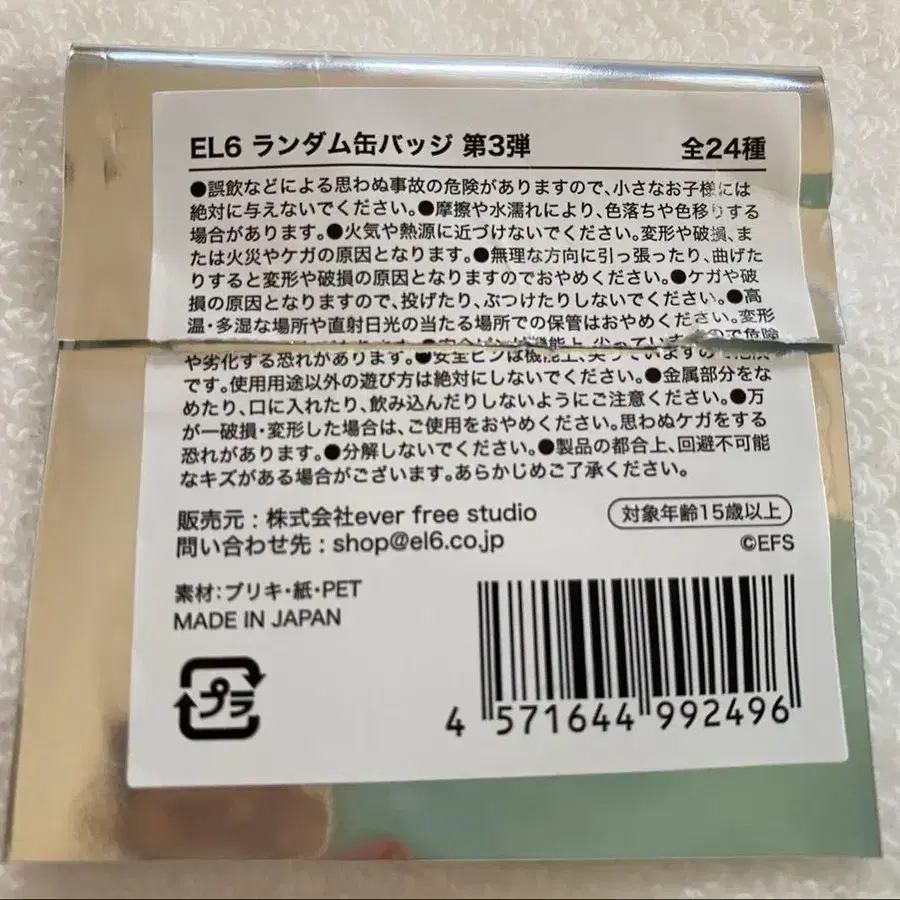 EL6 ランダム缶バッジ 第3弾 全24種
●誤飲などによる思わぬ事故の危険がありますので、小さなお子様には
絶対に与えないでください。●摩擦や水濡れにより、色落ちや色移りする
場合があります。●火気や熱源に近づけないでください。変形や破損、ま
たは火災やケガの原因となります。●無理な方向に引っ張ったり、曲げた
りすると変形や破損の原因となりますのでおやめください。●ケガや破
損の原因となりますので、投げたり、ぶつけたりしないでください。●高
温・多湿な場所や直射日光の当たる場所での保管はおやめください。変形
や劣化する恐れがあります。●安全ピンは機能上、尖っていますので危険
です。使用用途以外の遊び方は絶対にしないでください。●金属部分をな
めたり、口に入れたり、飲み込んだりしないようにご注意ください。●万
が一破損・変形した場合は、ご使用をおやめください。思わぬケガをする
恐れがあります。●分解しないでください。●製品の都合上、回避不可能
なキズがある場合がございます。あらかじめご了承ください。
販売元：株式会社ever free studio 対象年齢15歳以上
問い合わせ先：shop@el6.co.jp ©EFS
素材：ブリキ・紙・PET
MADE IN JAPAN
プラ
4 571644 992496